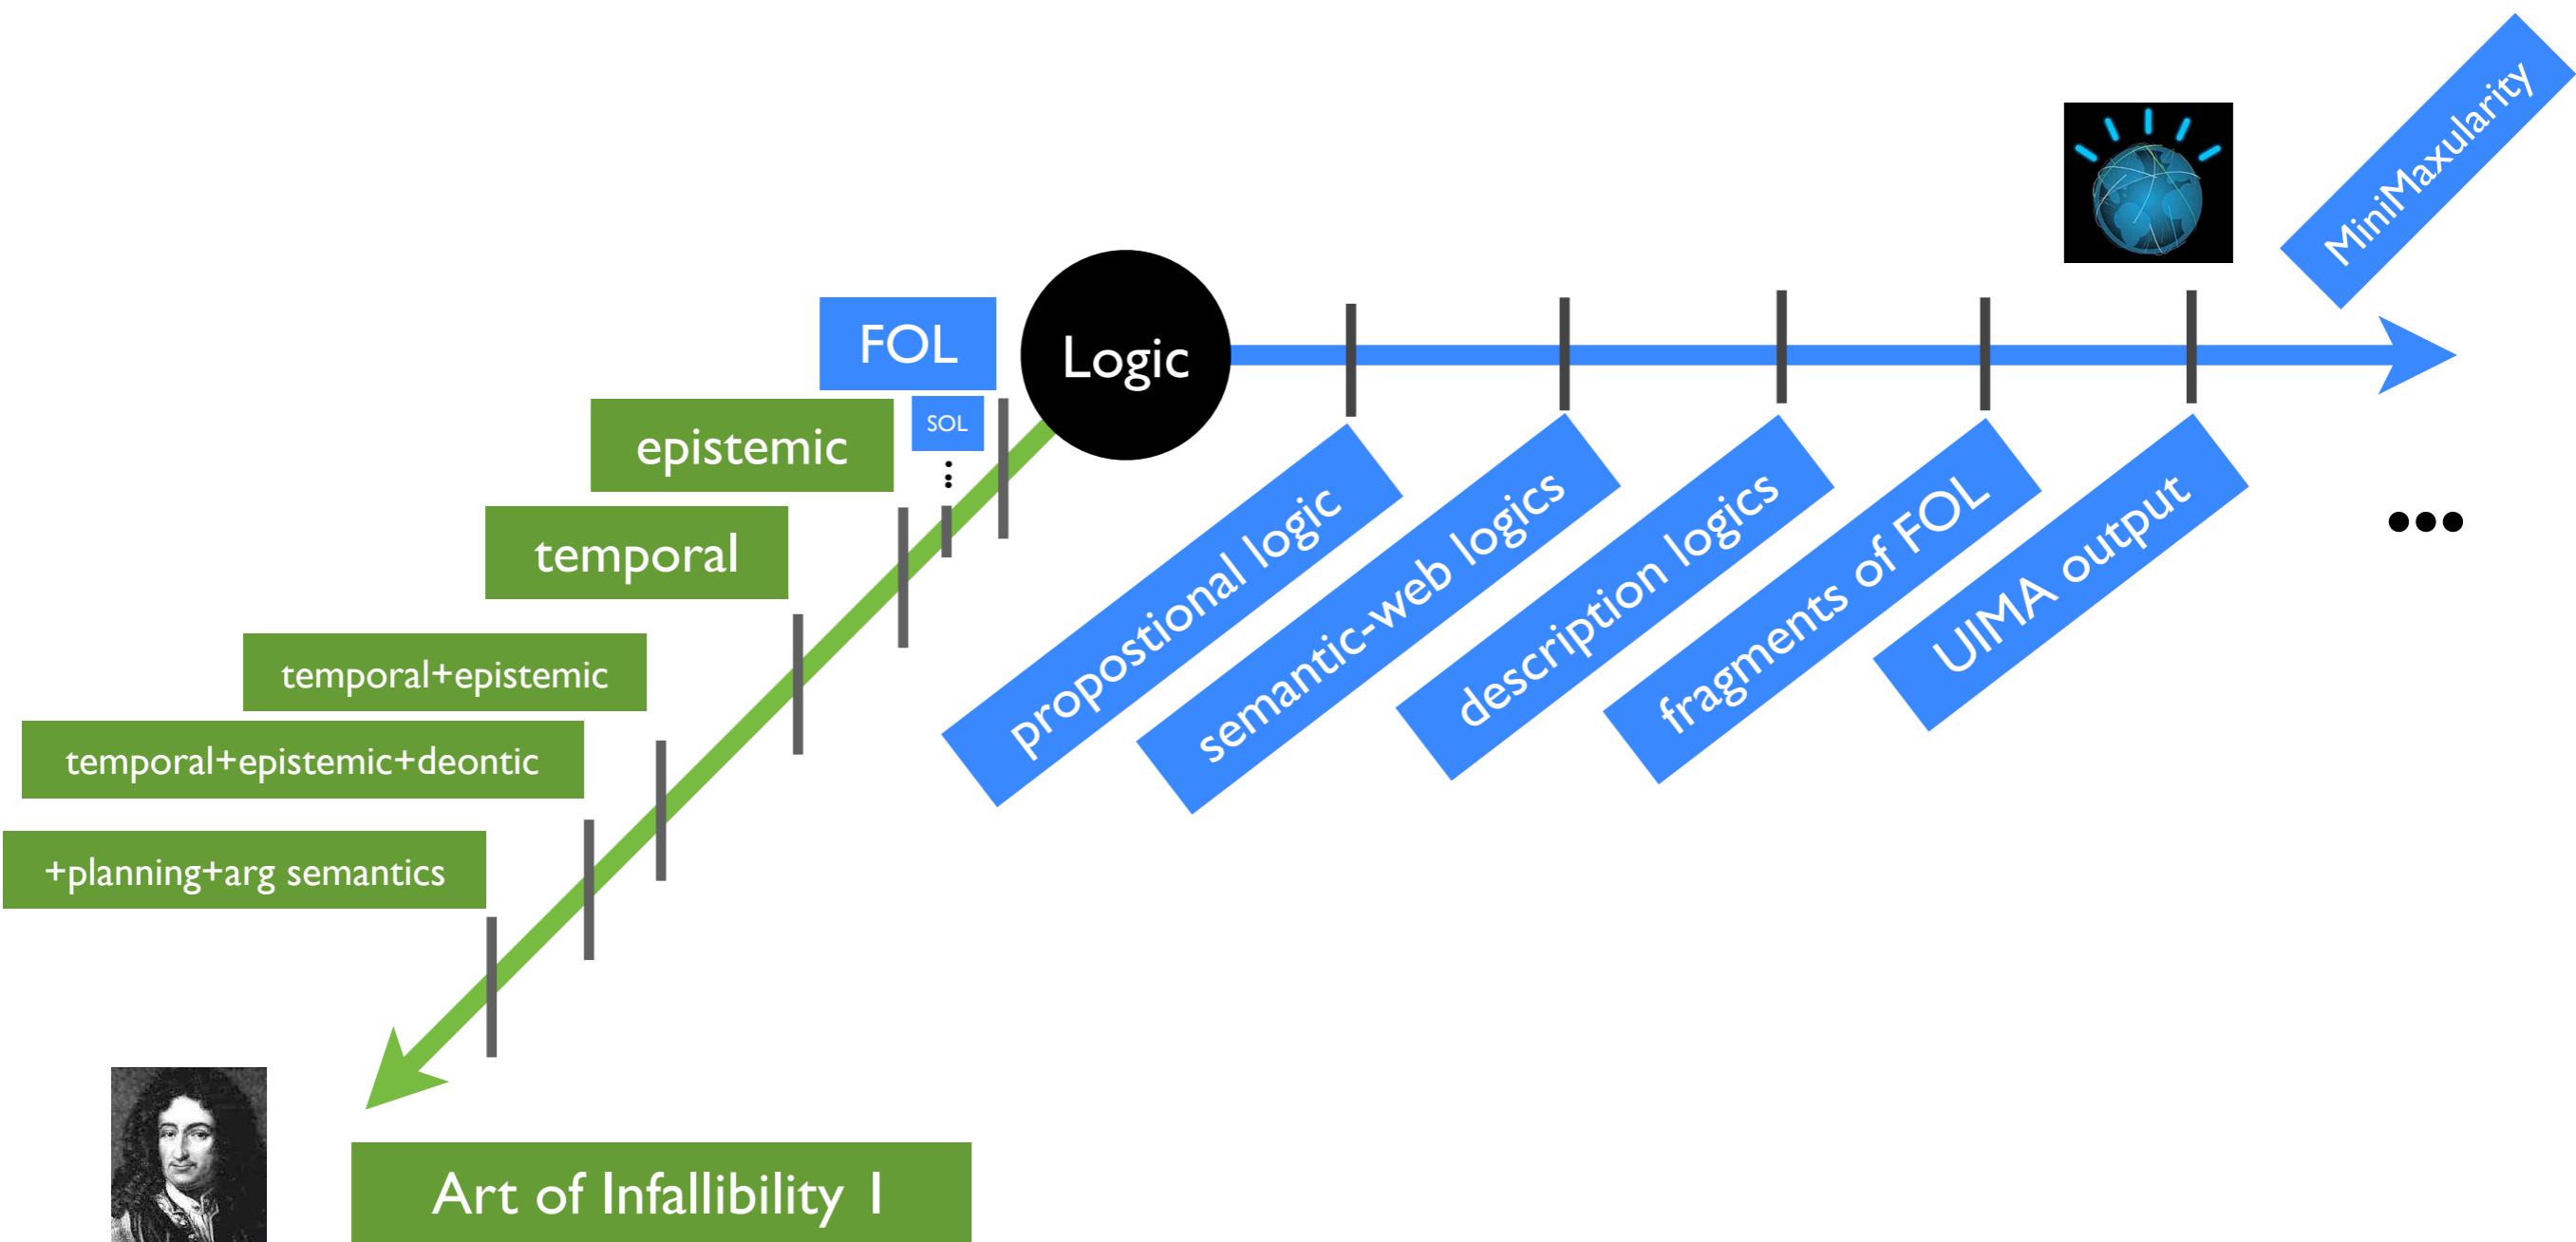 MiniMaxularity
FOL
Logic
SOL
epistemic
temporal
propostional logic
semantic-web logics
description logics
fragments of FOL
UIMA output
temporal+epistemic
temporal+epistemic+deontic
+planning+arg semantics
Art of Infallibility 1